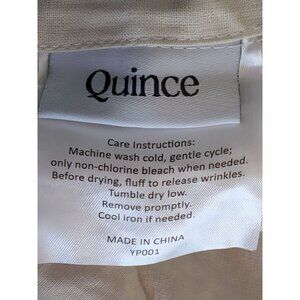 Quince
Care Instructions:
Machine wash cold, gentle cycle;
only non-chlorine bleach when needed.
Before drying, fluff to release wrinkles.
Tumble dry low.
Remove promptly.
Cool iron if needed.
MADE IN CHINA
YP001